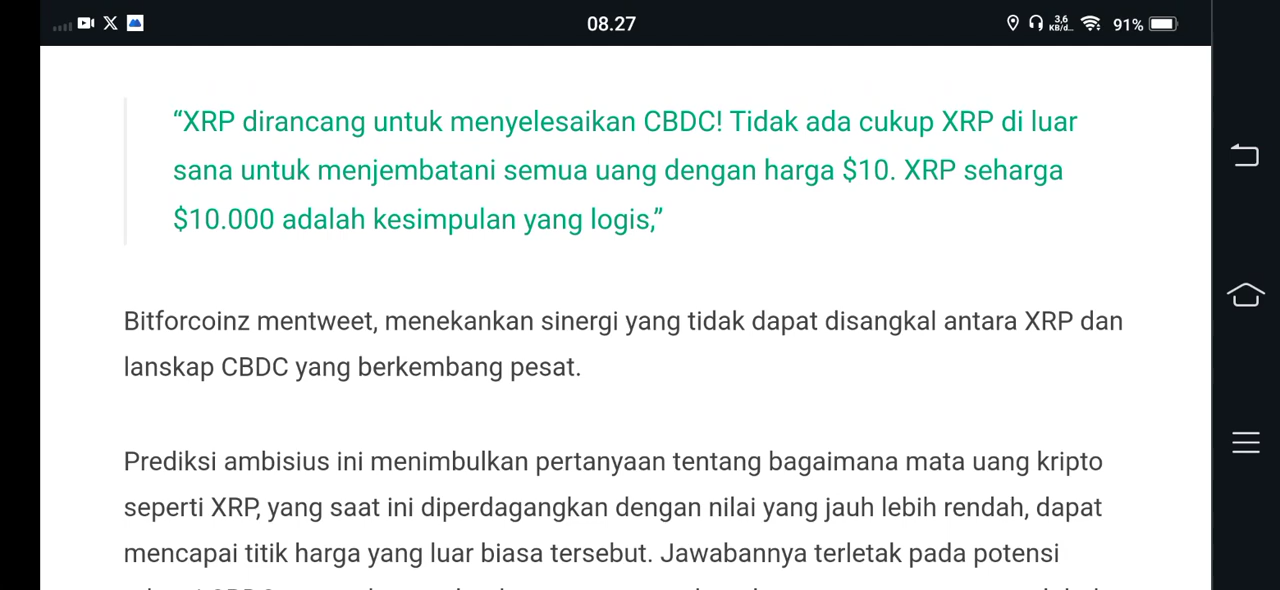 08.27
3,6
KB/d...
91%
“XRP dirancang untuk menyelesaikan CBDC! Tidak ada cukup XRP di luar
sana untuk menjembatani semua uang dengan harga $10. XRP seharga
$10.000 adalah kesimpulan yang logis,”
Bitforcoinz mentweet, menekankan sinergi yang tidak dapat disangkal antara XRP dan
lanskap CBDC yang berkembang pesat.
Prediksi ambisius ini menimbulkan pertanyaan tentang bagaimana mata uang kripto
seperti XRP, yang saat ini diperdagangkan dengan nilai yang jauh lebih rendah, dapat
mencapai titik harga yang luar biasa tersebut. Jawabannya terletak pada potensi